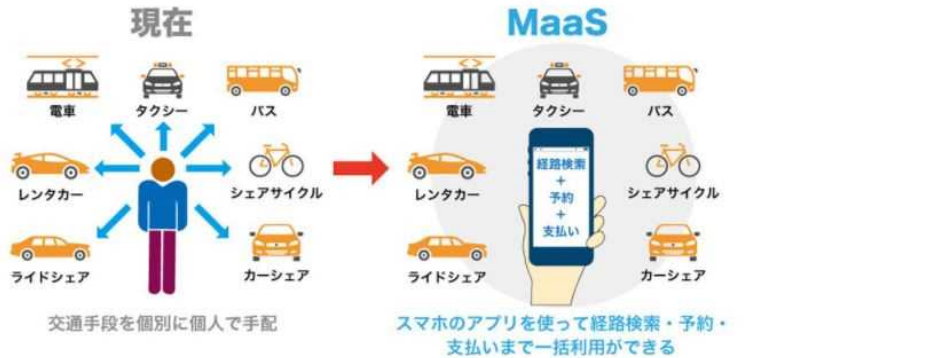 現在
電車
タクシー
バス
レンタカー
シェアサイクル
ライドシェア
カーシェア
交通手段を個別に個人で手配
MaaS
電車
タクシー
バス
レンタカー
経路検索
+
予約
+
支払い
シェアサイクル
ライドシェア
カーシェア
スマホのアプリを使って経路検索・予約・
支払いまで一括利用ができる